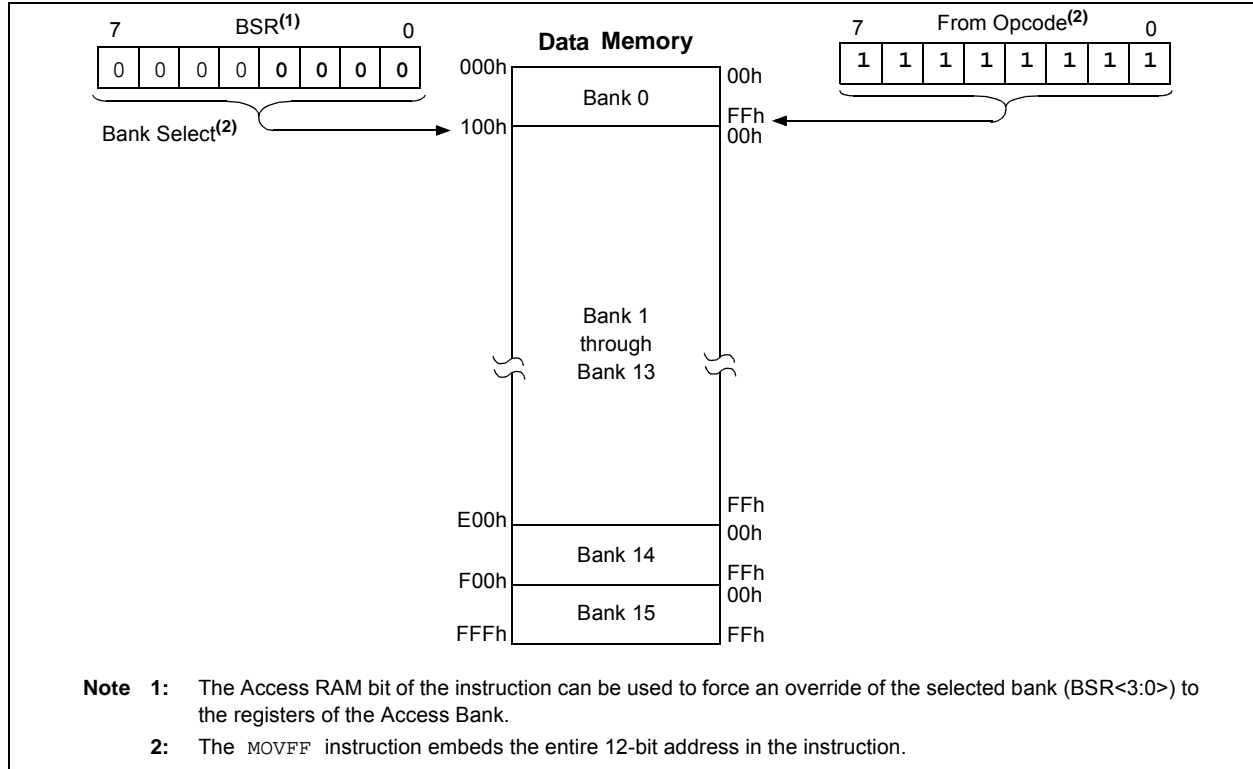 7 BSR(1) 0
0 0 0 0 0 0 0 0
Bank Select(2)
Data Memory
7 From Opcode(2) 0
1 1 1 1 1 1 1 1
000h
00h
Bank 0
FFh
100h
00h
Bank 1
through
Bank 13
FFh
E00h
00h
Bank 14
FFh
F00h
00h
Bank 15
FFFh
FFh
Note 1: The Access RAM bit of the instruction can be used to force an override of the selected bank (BSR<3:0>) to
the registers of the Access Bank.
2: The MOVFF instruction embeds the entire 12-bit address in the instruction.